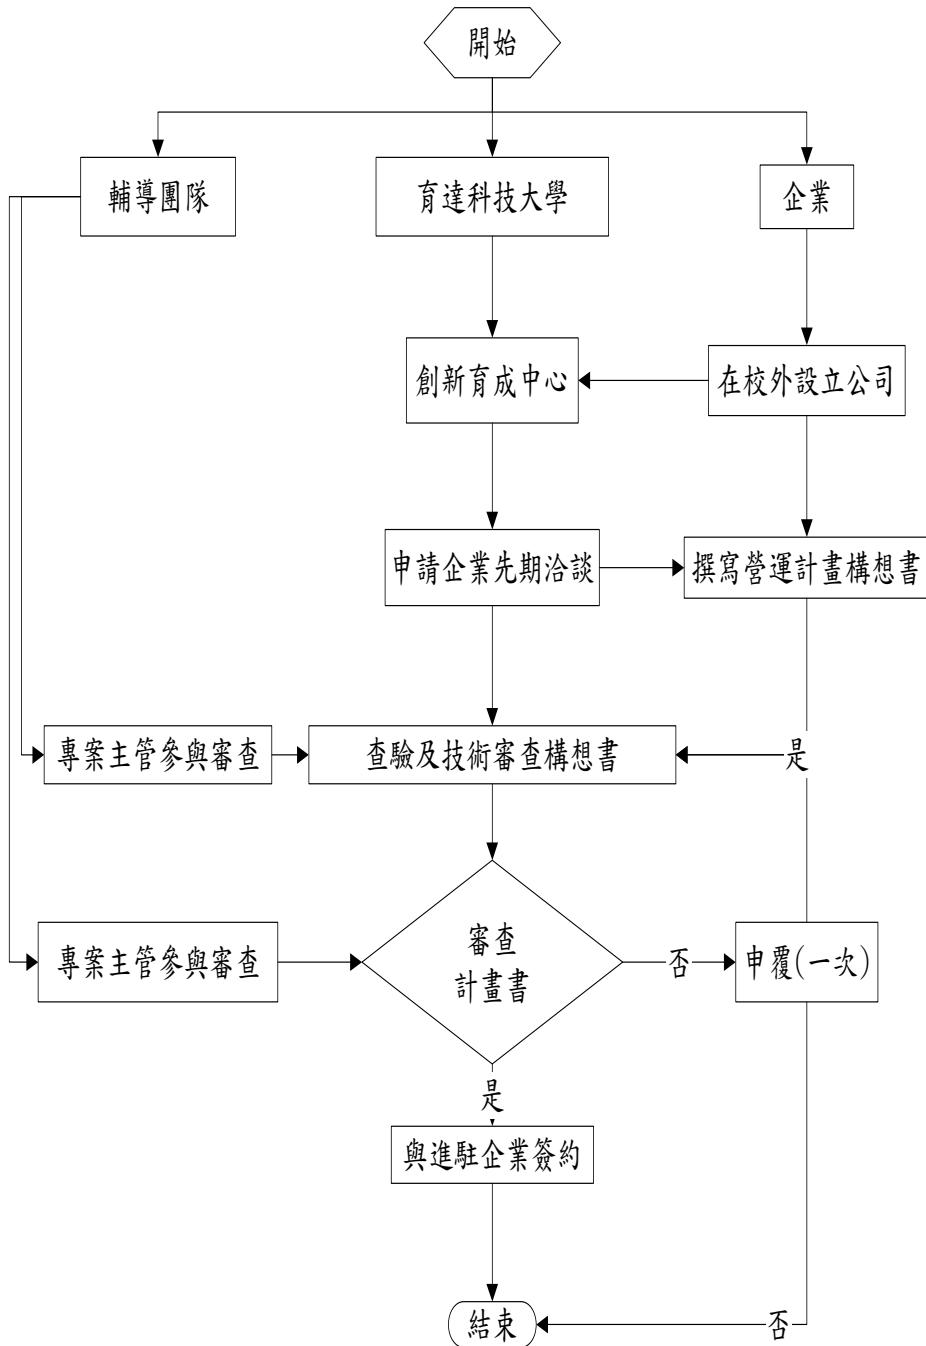 開始
輔導團隊
育達科技大學
企業
創新育成中心
在校外設立公司
申請企業先期洽談
撰寫營運計畫構想書
專案主管參與審查
查驗及技術審查構想書
是
專案主管參與審查
審查
計畫書
否
申覆(一次)
是
與進駐企業簽約
結束
否